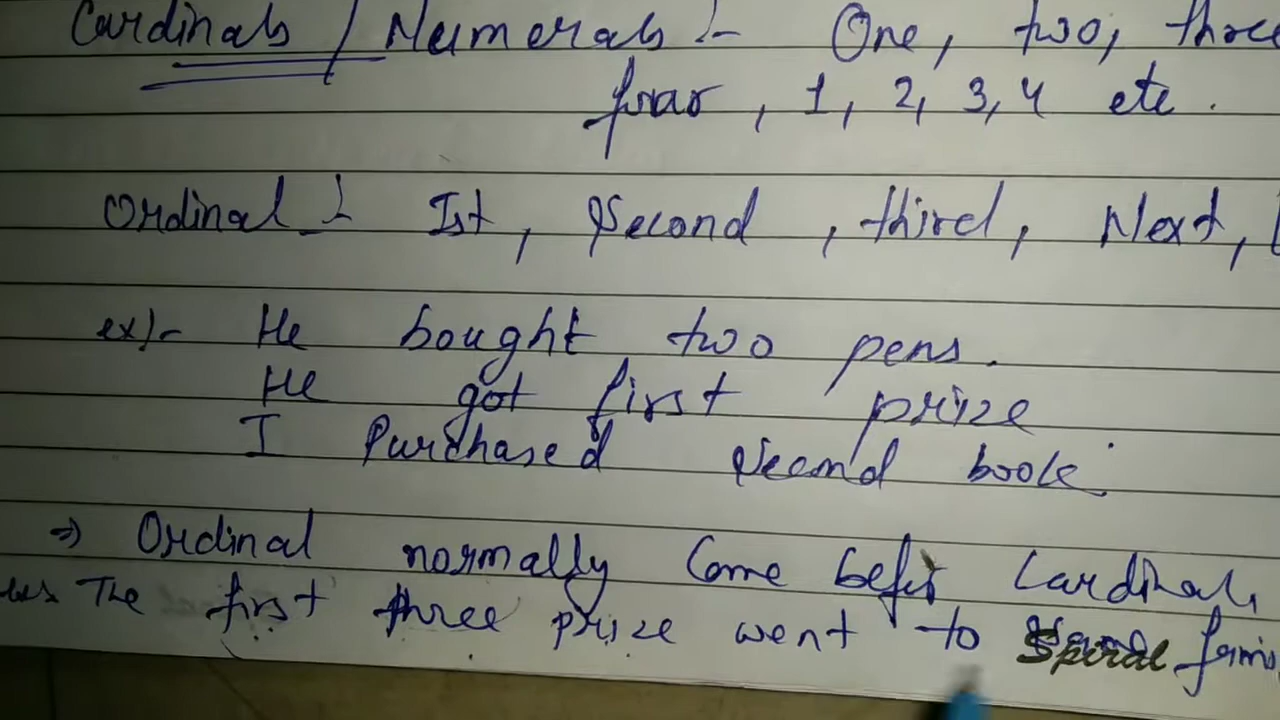 Cardinals / Numerals :- One, two, three
four, 1, 2, 3, 4 etc.
Ordinal :- Ist, Second, third, Next,
ex):- He bought two pens.
He got first prize
I Purchased Second book.
⇒ Ordinal normally Come Cardinals
The first three prize went to